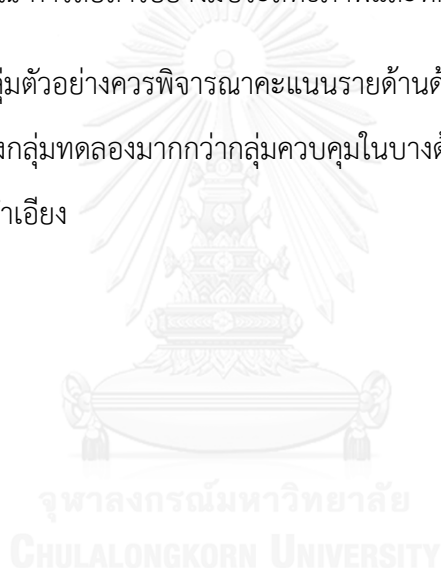 ลุ่มตัวอย่างควรพิจารณาคะแนนรายด้านด้
งกลุ่มทดลองมากกว่ากลุ่มควบคุมในบางด้
ำเอียง
จุฬาลงกรณ์มหาวิทยาลัย
CHULALONGKORN UNIVERSITY